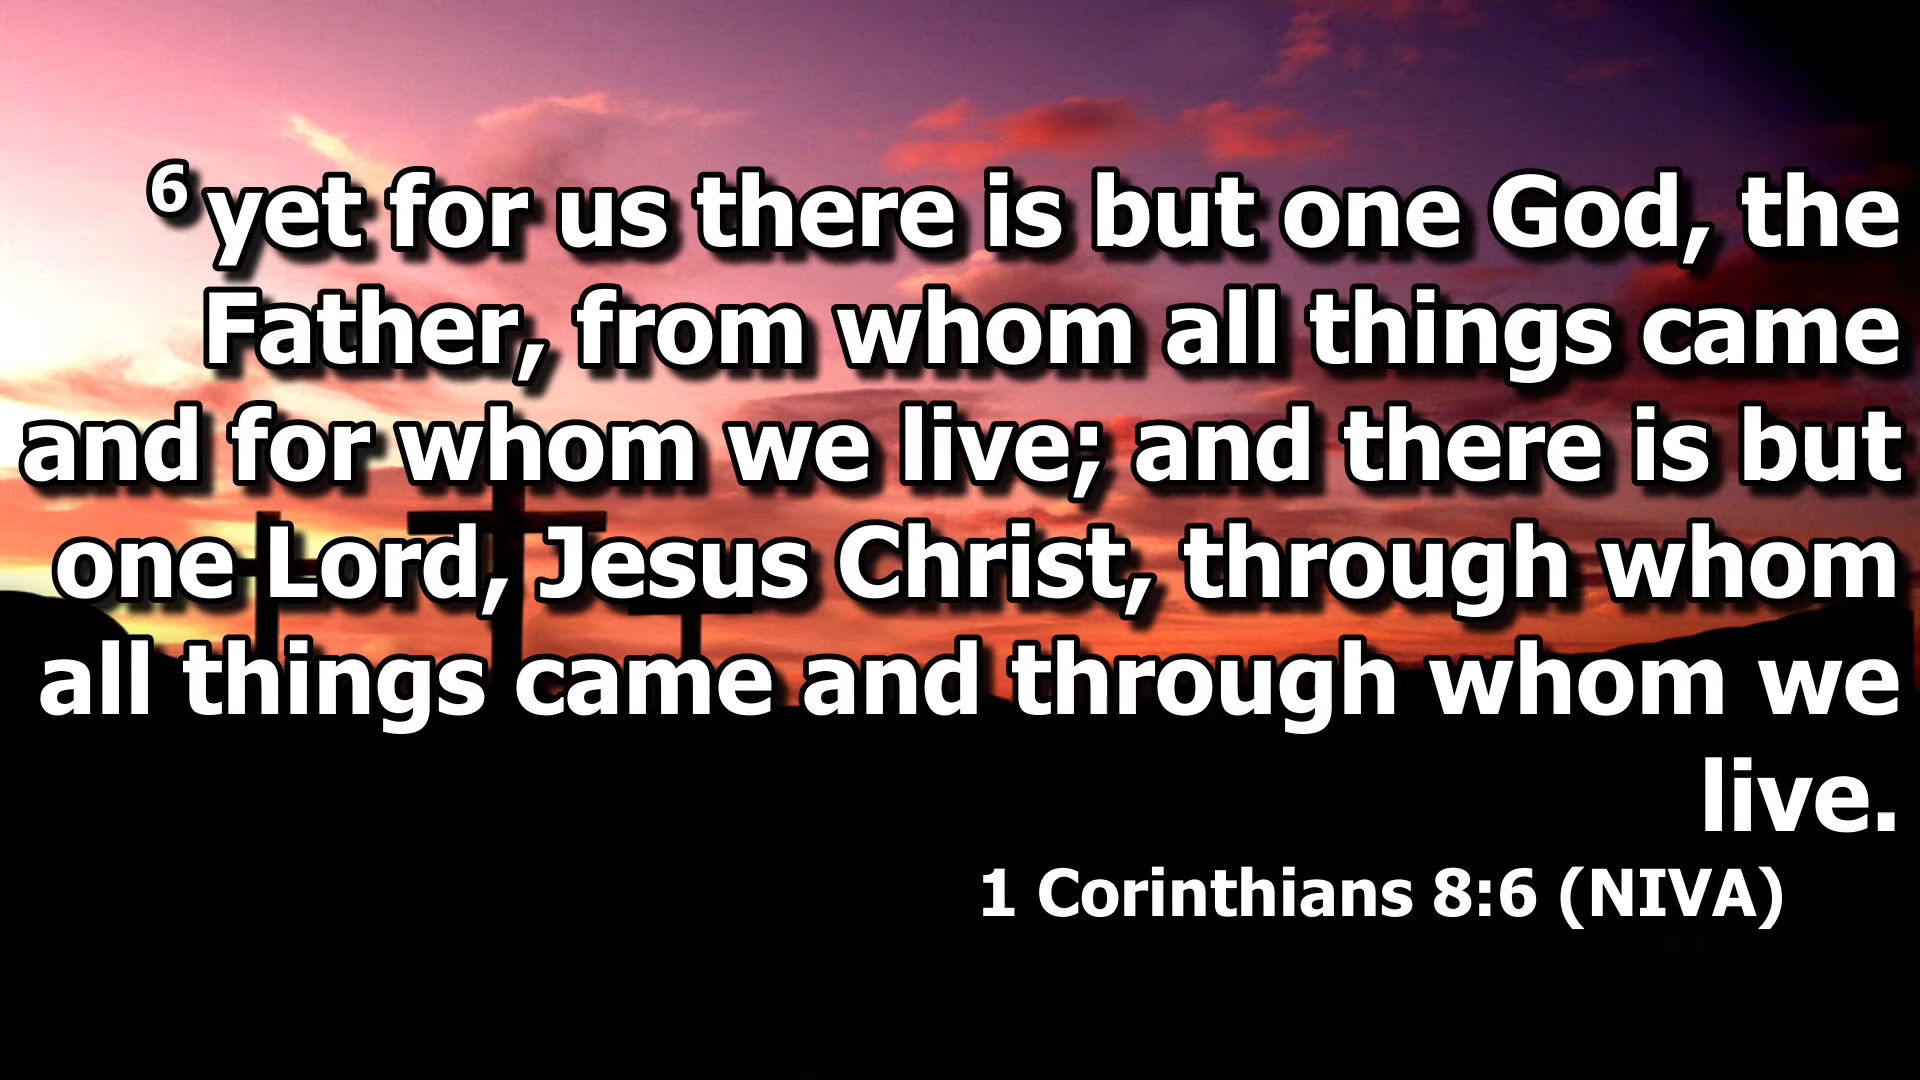 ⁶ yet for us there is but one God, the
Father, from whom all things came
and for whom we live; and there is but
one Lord, Jesus Christ, through whom
all things came and through whom we
live.
1 Corinthians 8:6 (NIVA)